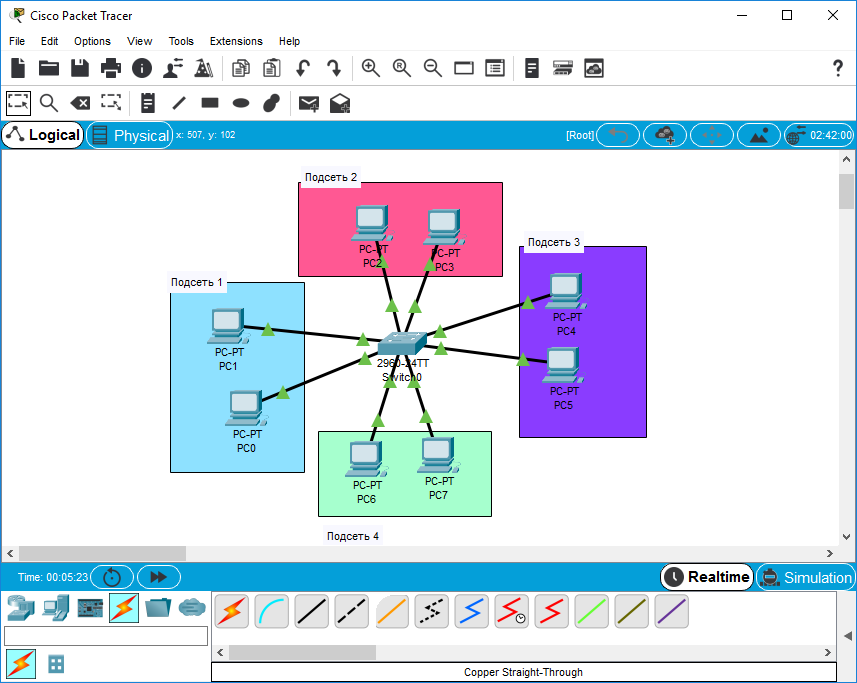 Cisco Packet Tracer
File Edit Options View Tools Extensions Help
Logical
Physical
x: 507, y: 102
[Root]
02:42:00
Подсеть 2
PC-PT
PC2
PC-PT
PC3
Подсеть 3
PC-PT
PC4
PC-PT
PC5
Подсеть 1
PC-PT
PC1
PC-PT
PC0
2960-24TT
Switch0
PC-PT
PC6
PC-PT
PC7
Подсеть 4
Time: 00:05:23
Realtime
Simulation
Copper Straight-Through